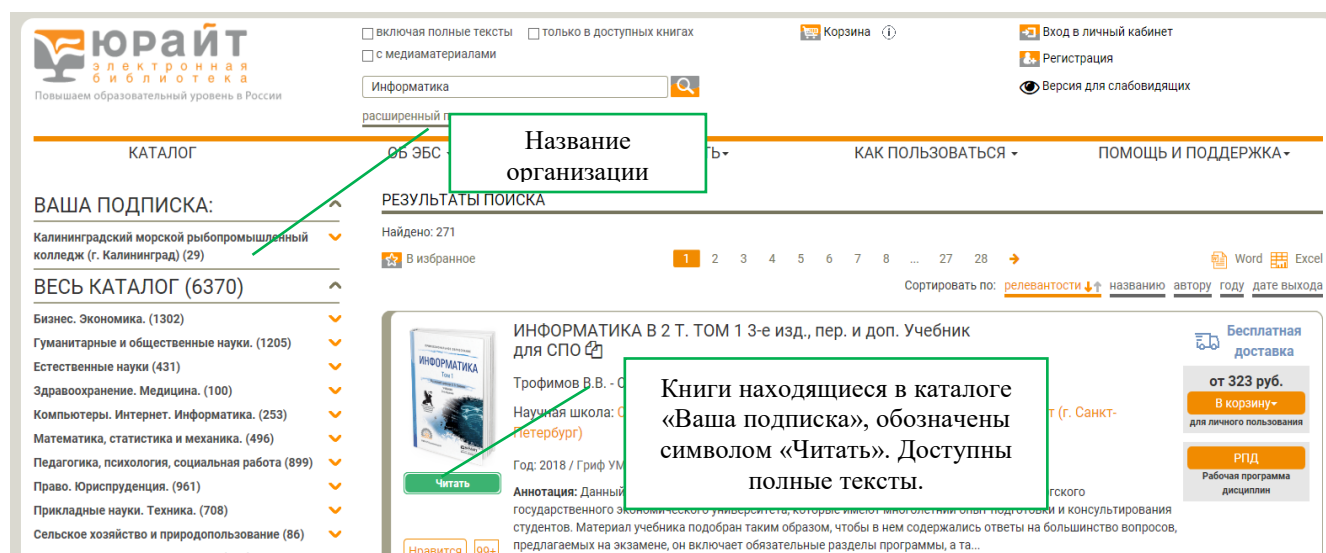 юрайт
электронная
библиотека
Повышаем образовательный уровень в России
включая полные тексты только в доступных книгах
с медиаматериалами
Информатика
расширенный п
Корзина
Вход в личный кабинет
Регистрация
Версия для слабовидящих
Название
организации
КАТАЛОГ ОБ ЭБС ТЬ КАК ПОЛЬЗОВАТЬСЯ ПОМОЩЬ И ПОДДЕРЖКА
ВАША ПОДПИСКА:
Калининградский морской рыбопромышленный
колледж (г. Калининград) (29)
ВЕСЬ КАТАЛОГ (6370)
Бизнес. Экономика. (1302)
Гуманитарные и общественные науки. (1205)
Естественные науки (431)
Здравоохранение. Медицина. (100)
Компьютеры. Интернет. Информатика. (253)
Математика, статистика и механика. (496)
Педагогика, психология, социальная работа (899)
Право. Юриспруденция. (961)
Прикладные науки. Техника. (708)
Сельское хозяйство и природопользование (86)
РЕЗУЛЬТАТЫ ПОИСКА
Найдено: 271
В избранное 1 2 3 4 5 6 7 8 ... 27 28 Word Excel
Сортировать по: релевантости названию автору году дате выхода
ИНФОРМАТИКА
Том 1
Читать
Нравится 99+
ИНФОРМАТИКА В 2 Т. ТОМ 1 3-е изд., пер. и доп. Учебник
для СПО
Трофимов В.В. - О
Научная школа: С т (г. Санкт-
Петербург)
Год: 2018 / Гриф УМ
Аннотация: Данный гского
государственного экономического университета, которые имеют многолетний опыт подготовки и консультирования
студентов. Материал учебника подобран таким образом, чтобы в нем содержались ответы на большинство вопросов,
предлагаемых на экзамене, он включает обязательные разделы программы, а та...
Книги находящиеся в каталоге
«Ваша подписка», обозначены
символом «Читать». Доступны
полные тексты.
Бесплатная
доставка
от 323 руб.
В корзину
для личного пользования
РПД
Рабочая программа
дисциплин